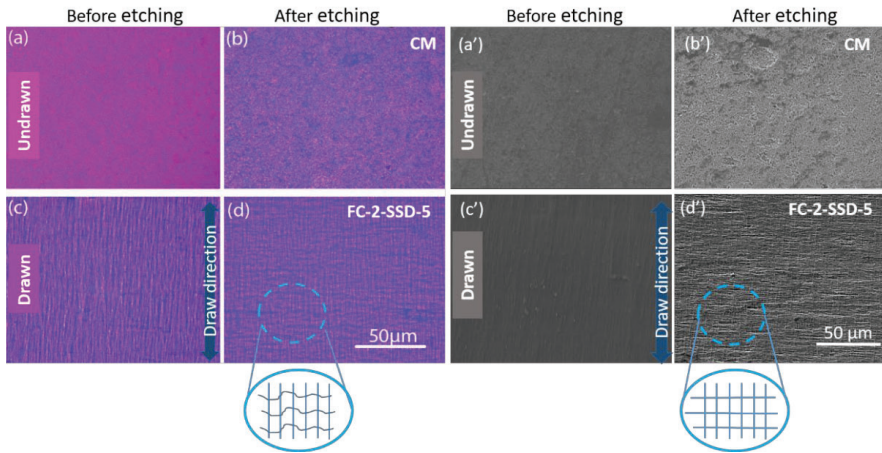 Before etching
After etching
Before etching
After etching
(a)
Undrawn
(b)
CM
(a')
Undrawn
(b')
CM
(c)
Drawn
Draw direction
(d)
FC-2-SSD-5
50µm
(c')
Drawn
Draw direction
(d')
FC-2-SSD-5
50 µm